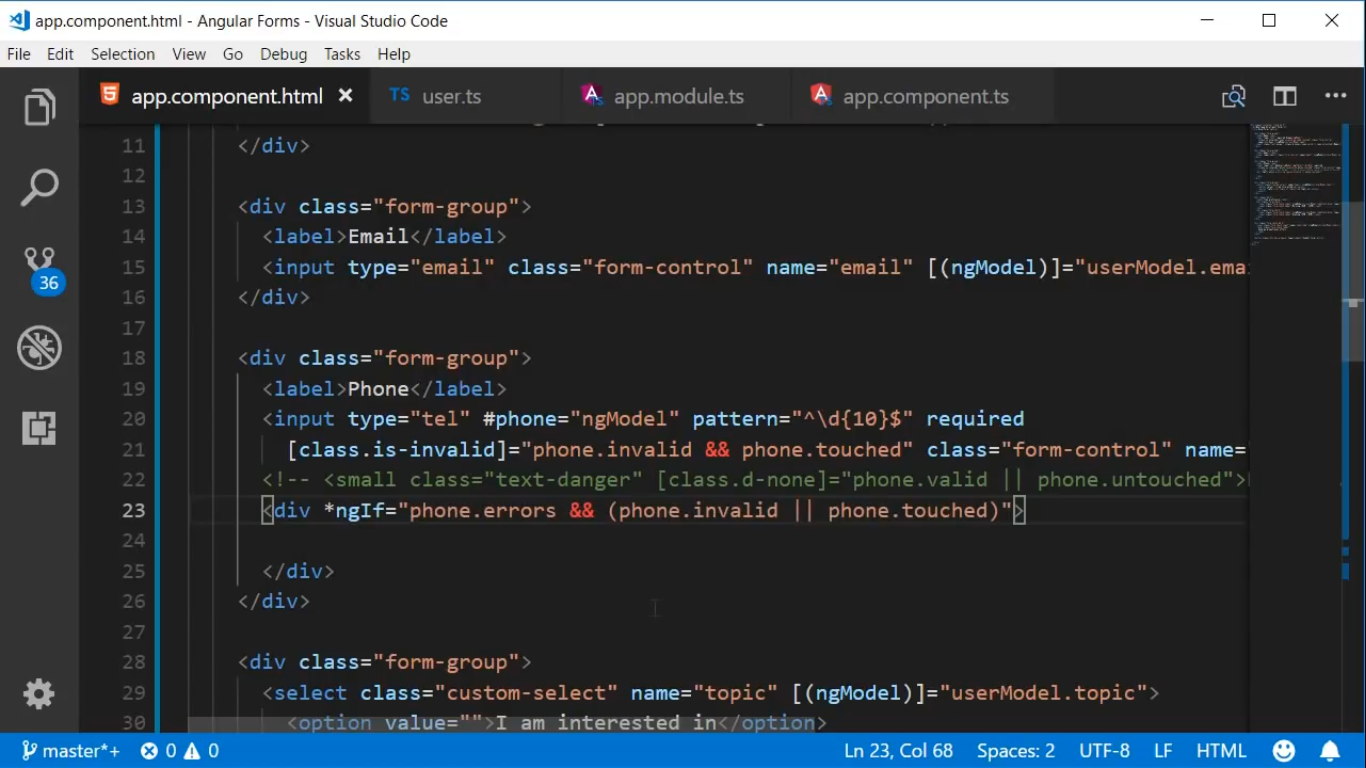 app.component.html - Angular Forms - Visual Studio Code
File Edit Selection View Go Debug Tasks Help
app.component.html TS user.ts app.module.ts app.component.ts
11 </div>
12
13 <div class="form-group">
14 <label>Email</label>
15 <input type="email" class="form-control" name="email" [(ngModel)]="userModel.emai
16 </div>
17
18 <div class="form-group">
19 <label>Phone</label>
20 <input type="tel" #phone="ngModel" pattern="^\d{10}$" required
21 [class.is-invalid]="phone.invalid && phone.touched" class="form-control" name="
22 <!-- <small class="text-danger" [class.d-none]="phone.valid || phone.untouched">
23 <div *ngIf="phone.errors && (phone.invalid || phone.touched)">
24
25 </div>
26 </div>
27
28 <div class="form-group">
29 <select class="custom-select" name="topic" [(ngModel)]="userModel.topic">
30 <option value="">I am interested in</option>
36
master*+ 0 0 Ln 23, Col 68 Spaces: 2 UTF-8 LF HTML